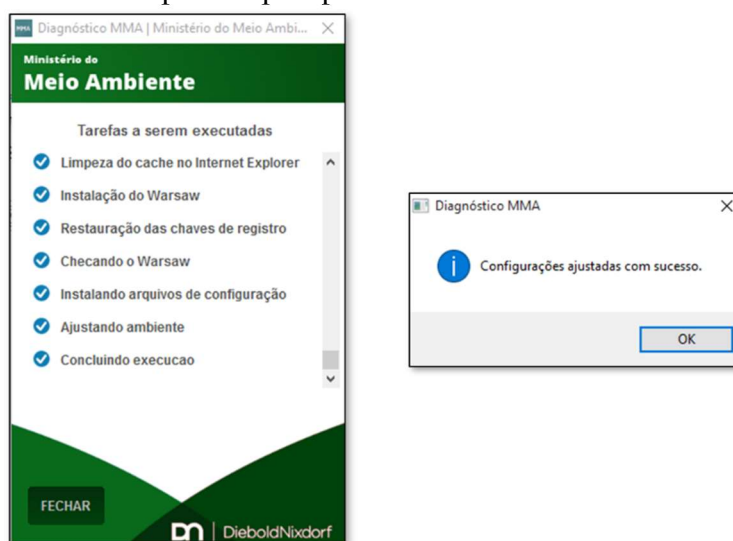 MMA Diagnóstico MMA | Ministério do Meio Ambi...
Ministério do
Meio Ambiente
Tarefas a serem executadas
Limpeza do cache no Internet Explorer
Instalação do Warsaw
Restauração das chaves de registro
Checando o Warsaw
Instalando arquivos de configuração
Ajustando ambiente
Concluindo execucao
FECHAR
DN | DieboldNixdorf
Diagnóstico MMA
Configurações ajustadas com sucesso.
OK